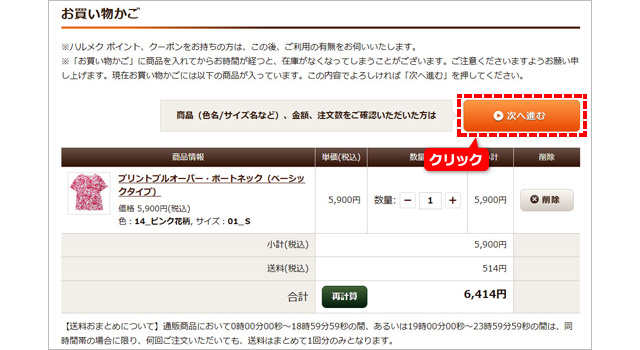 お買い物かご
※ハルメク ポイント、クーポンをお持ちの方は、この後、ご利用の有無をお伺いいたします。
※「お買い物かご」に商品を入れてからお時間が経つと、在庫がなくなってしまうことがございます。ご注意くださいますようお願い申
し上げます。現在お買い物かごには以下の商品が入っています。この内容でよろしければ「次へ進む」を押してください。
商品（色名/サイズ名など）、金額、注文数をご確認いただいた方は
次へ進む
クリック
商品情報 単価(税込) 数量 小計 削除
プリントプルオーバー・ボートネック（ベーシッ
クタイプ）
価格 5,900円(税込)
色：14_ピンク花柄, サイズ：01_S
5,900円 数量: － 1 ＋ 5,900円 削除
小計(税込) 5,900円
送料(税込) 514円
合計 再計算 6,414円
【送料おまとめについて】通販商品において0時00分00秒～18時59分59秒の間、あるいは19時00分00秒～23時59分59秒の間は、同
時間帯の場合に限り、何回ご注文いただいても、送料はまとめて1回分のみとなります。